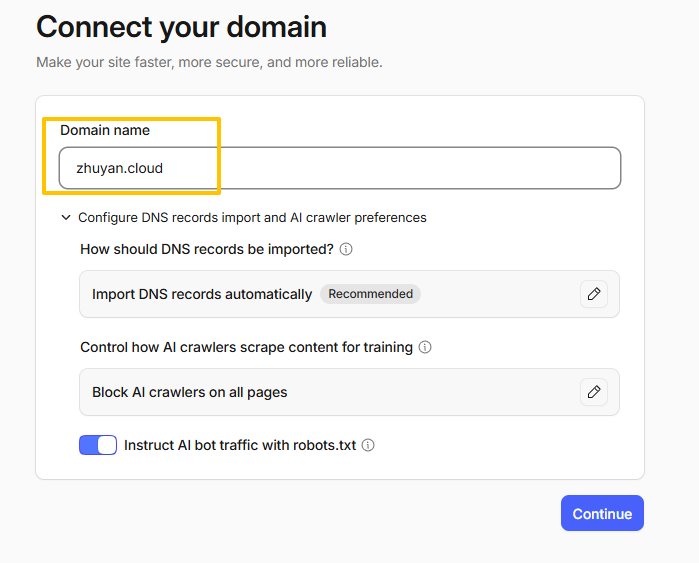 Connect your domain
Make your site faster, more secure, and more reliable.
Domain name
zhuyan.cloud
Configure DNS records import and AI crawler preferences
How should DNS records be imported?
Import DNS records automatically Recommended
Control how AI crawlers scrape content for training
Block AI crawlers on all pages
Instruct AI bot traffic with robots.txt
Continue